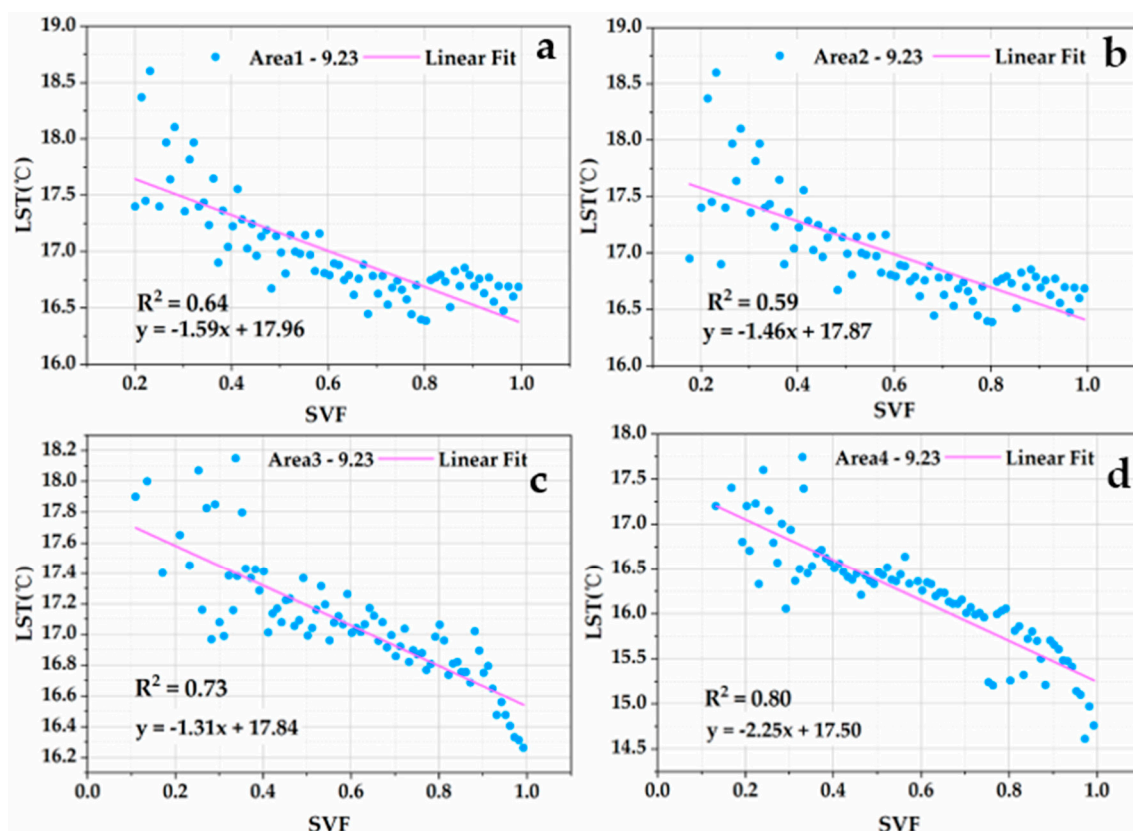 19.0
18.5
18.0
17.5
17.0
16.5
16.0
LST(℃)
Area1 - 9.23
Linear Fit
a
R² = 0.64
y = -1.59x + 17.96
0.2 0.4 0.6 0.8 1.0
SVF
19.0
18.5
18.0
17.5
17.0
16.5
16.0
LST(℃)
Area2 - 9.23
Linear Fit
b
R² = 0.59
y = -1.46x + 17.87
0.2 0.4 0.6 0.8 1.0
SVF
18.2
18.0
17.8
17.6
17.4
17.2
17.0
16.8
16.6
16.4
16.2
LST(℃)
Area3 - 9.23
Linear Fit
c
R² = 0.73
y = -1.31x + 17.84
0.0 0.2 0.4 0.6 0.8 1.0
SVF
18.0
17.5
17.0
16.5
16.0
15.5
15.0
14.5
LST(℃)
Area4 - 9.23
Linear Fit
d
R² = 0.80
y = -2.25x + 17.50
0.0 0.2 0.4 0.6 0.8 1.0
SVF